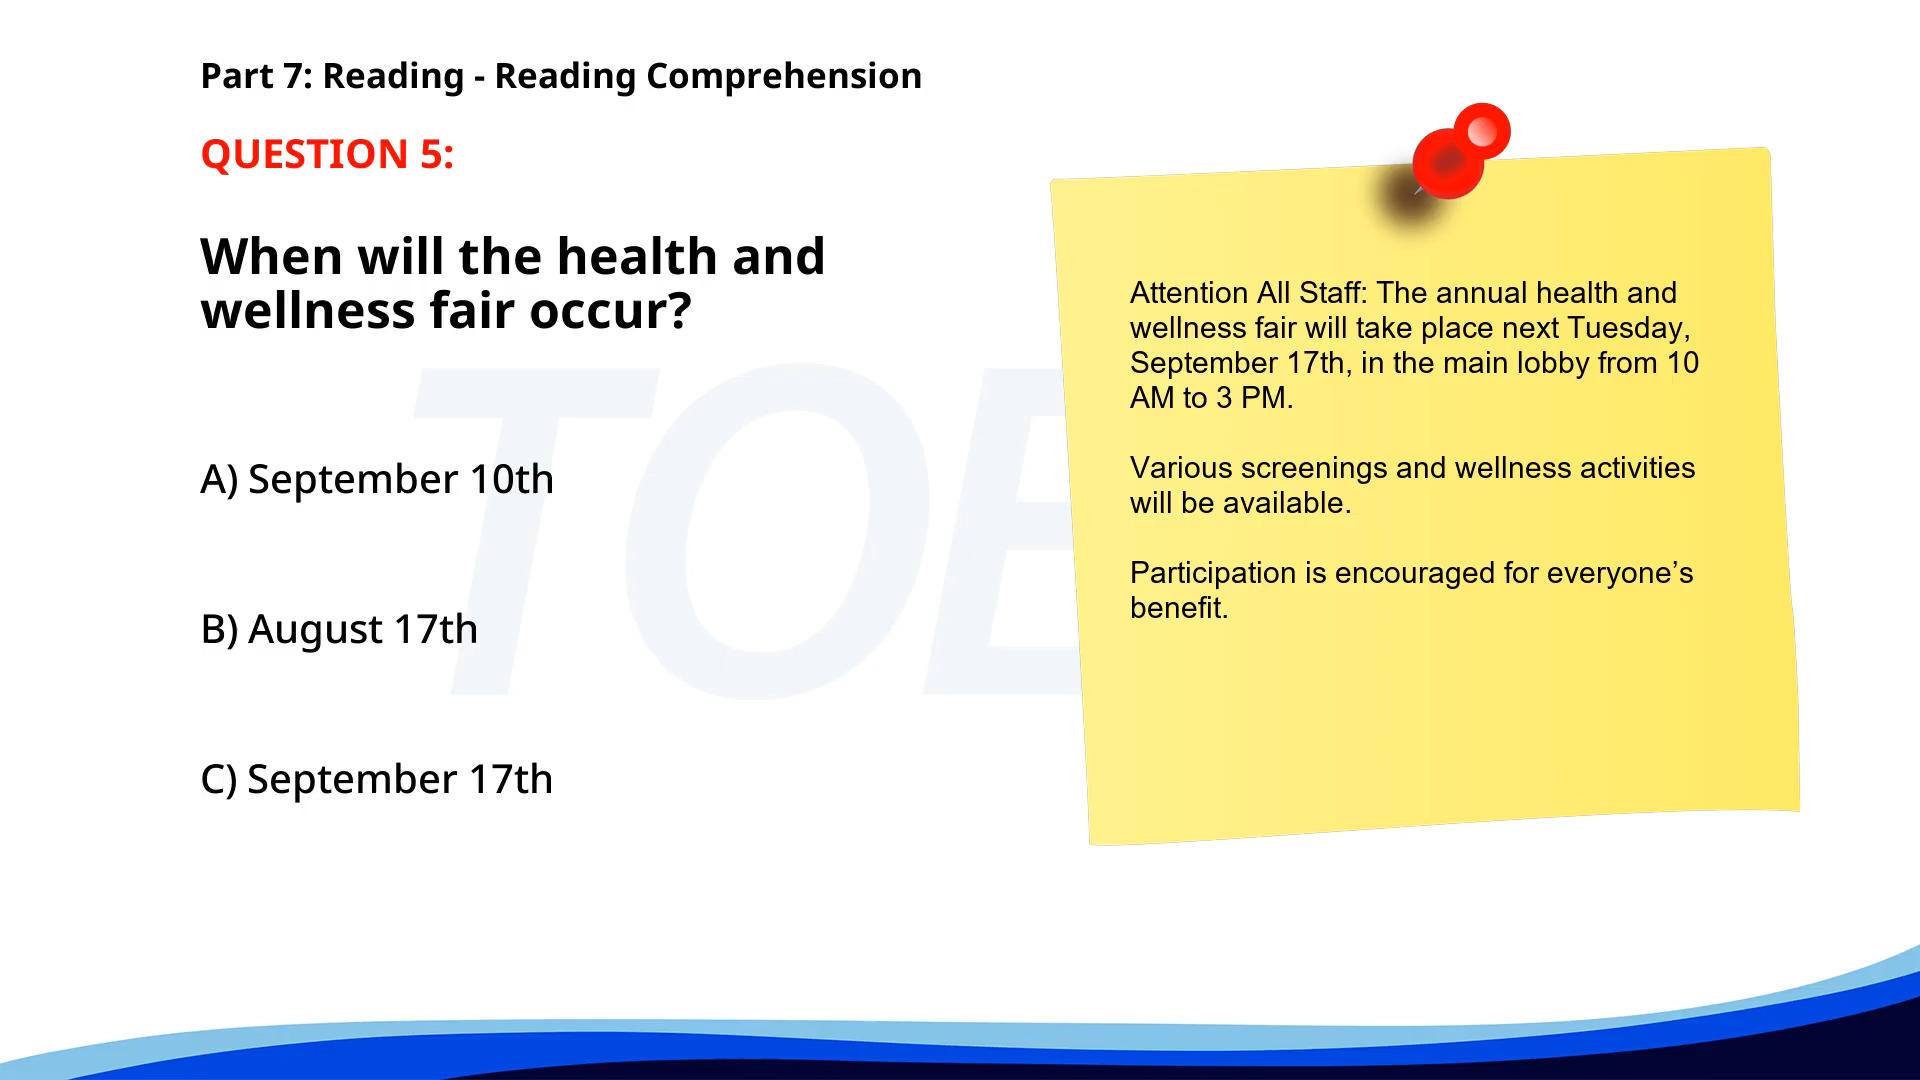 Part 7: Reading - Reading Comprehension
QUESTION 5:
When will the health and
wellness fair occur?
A) September 10th
B) August 17th
C) September 17th
Attention All Staff: The annual health and
wellness fair will take place next Tuesday,
September 17th, in the main lobby from 10
AM to 3 PM.
Various screenings and wellness activities
will be available.
Participation is encouraged for everyone’s
benefit.